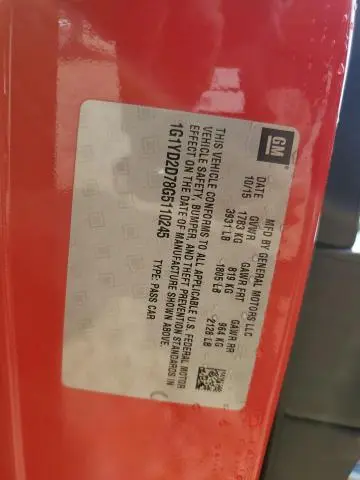 GM
MFD BY GENERAL MOTORS LLC
DATE GVWR GAWR FRT GAWR RR
10/15 1783 KG 819 KG 964 KG
3931 LB 1805 LB 2126 LB
THIS VEHICLE CONFORMS TO ALL APPLICABLE U.S. FEDERAL MOTOR
VEHICLE SAFETY, BUMPER, AND THEFT PREVENTION STANDARDS IN
EFFECT ON THE DATE OF MANUFACTURE SHOWN ABOVE.
1G1YD2D78G5110245 TYPE: PASS CAR